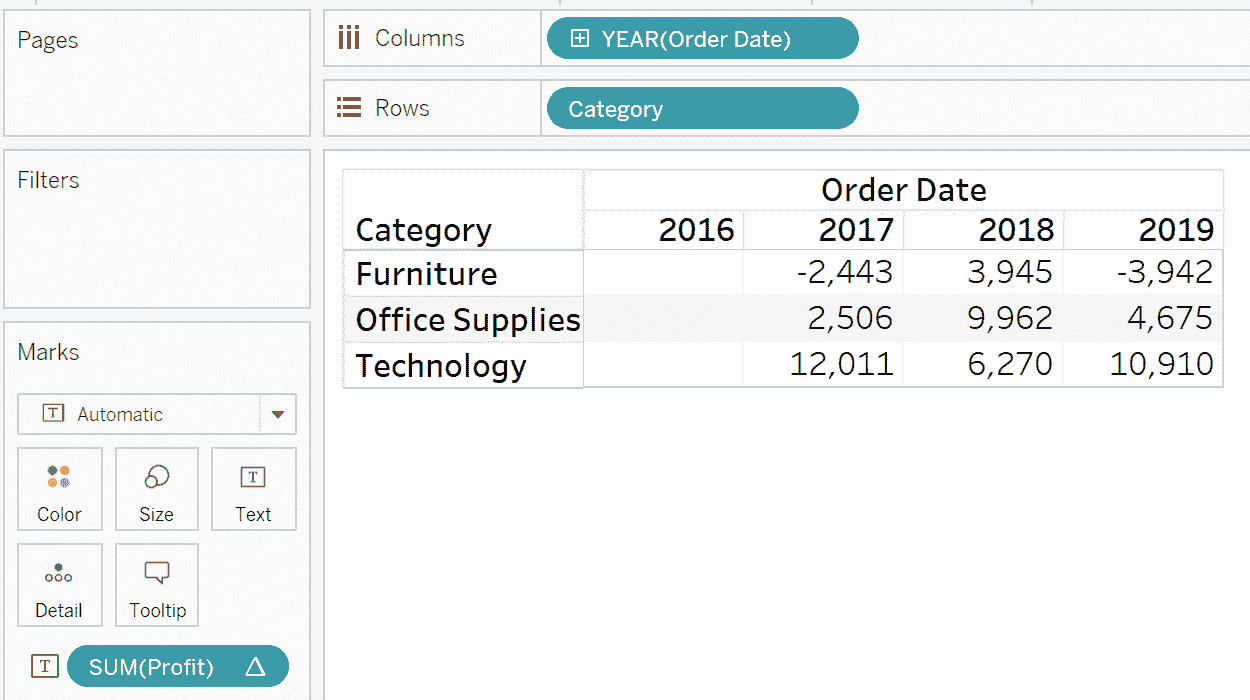 Pages
Columns
YEAR(Order Date)
Rows
Category
Filters
Order Date
Category 2016 2017 2018 2019
Furniture -2,443 3,945 -3,942
Office Supplies 2,506 9,962 4,675
Technology 12,011 6,270 10,910
Marks
T Automatic
Color Size T Text
Detail Tooltip
T SUM(Profit) Δ